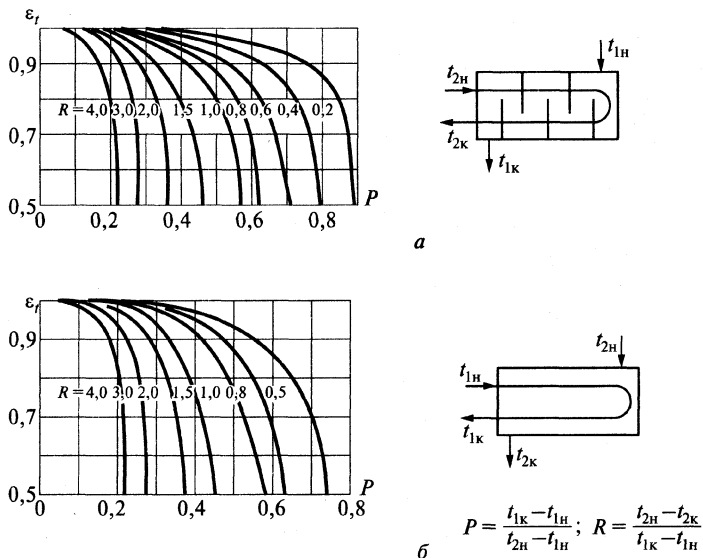 ε_t
0,9
R = 4,0 3,0 2,0 1,5 1,0 0,8 0,6 0,4 0,2
0,7
0,5
0 0,2 0,4 0,6 0,8 P
t_1н
t_2н
t_2к
t_1к
а
ε_t
0,9
R = 4,0 3,0 2,0 1,5 1,0 0,8 0,5
0,7
0,5
0 0,2 0,4 0,6 0,8 P
t_2н
t_1н
t_1к
t_2к
P = (t_1к − t_1н)/(t_2н − t_1н); R = (t_2н − t_2к)/(t_1к − t_1н)
б